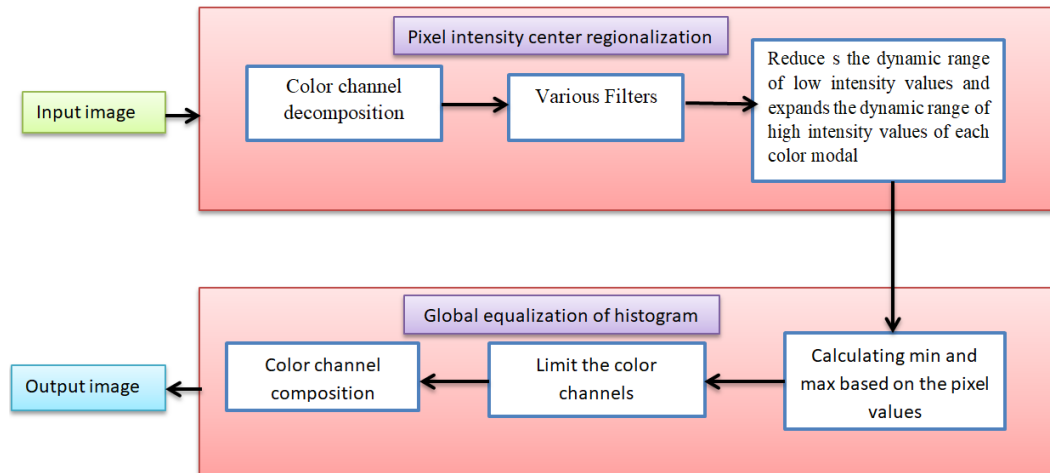 Pixel intensity center regionalization
Input image
Color channel
decomposition
Various Filters
Reduce s the dynamic range
of low intensity values and
expands the dynamic range of
high intensity values of each
color modal
Global equalization of histogram
Calculating min and
max based on the pixel
values
Limit the color
channels
Color channel
composition
Output image